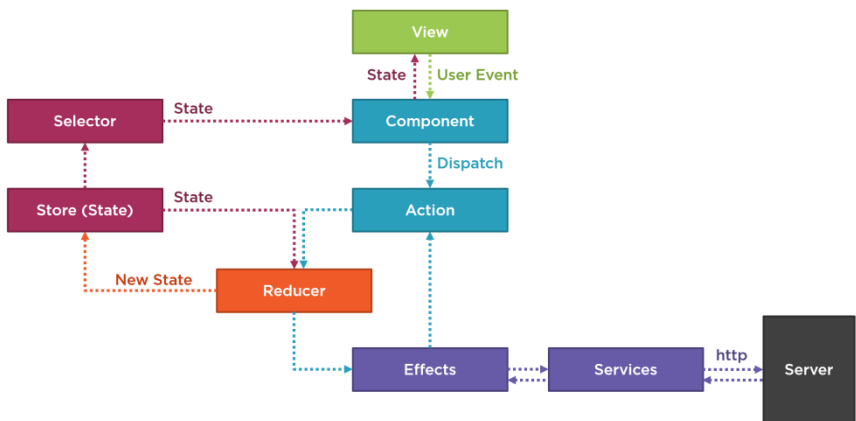 View
State
User Event
State
Selector
Component
Dispatch
State
Store (State)
Action
New State
Reducer
http
Effects
Services
Server